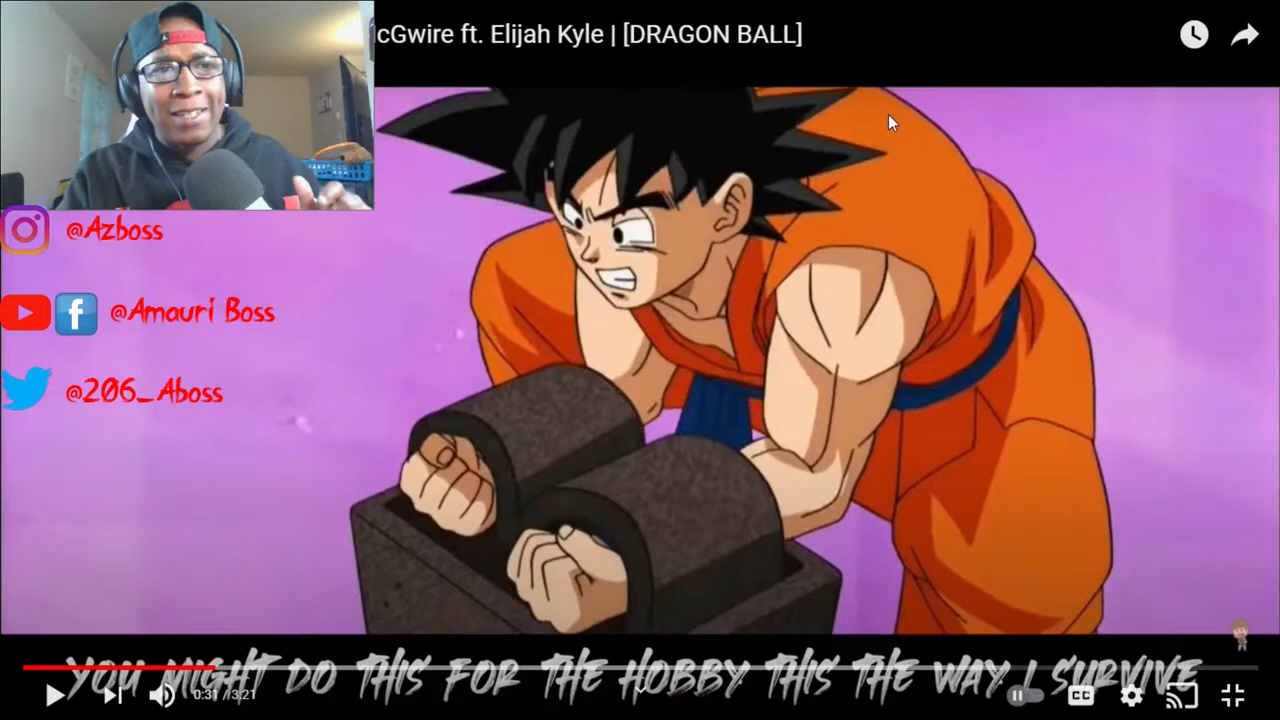 cGwire ft. Elijah Kyle | [DRAGON BALL]
@Azboss
@Amauri Boss
@206_Aboss
YOU MIGHT DO THIS FOR THE HOBBY THIS THE WAY I SURVIVE
0:31 / 3:21
CC